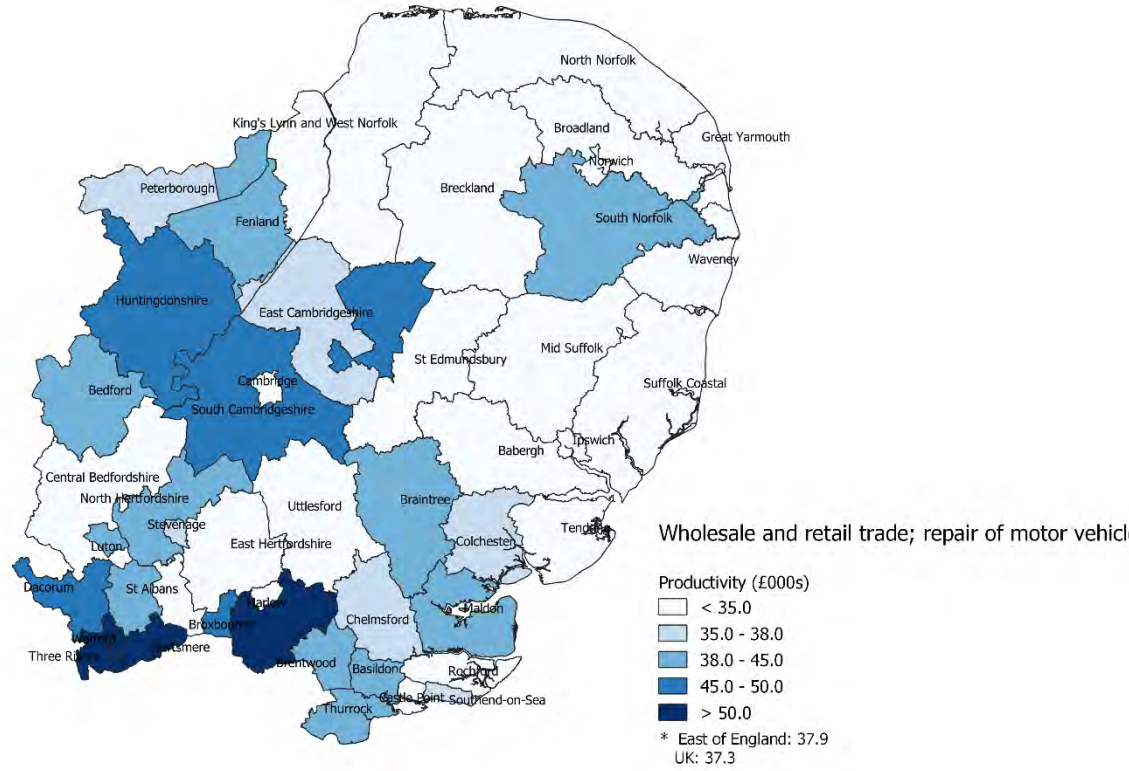 North Norfolk
King's Lynn and West Norfolk
Broadland
Great Yarmouth
Norwich
Peterborough
Breckland
Fenland
South Norfolk
Waveney
Huntingdonshire
East Cambridgeshire
Mid Suffolk
St Edmundsbury
Cambridge
Suffolk Coastal
Bedford
South Cambridgeshire
Ipswich
Babergh
Central Bedfordshire
North Hertfordshire
Braintree
Uttlesford
Stevenage
Tendring
Colchester
East Hertfordshire
Luton
Dacorum
St Albans
Harlow
Maldon
Broxbourne
Chelmsford
Watford
Three Rivers
Hertsmere
Brentwood
Basildon
Rochford
Castle Point
Southend-on-Sea
Thurrock
Wholesale and retail trade; repair of motor vehicl
Productivity (£000s)
< 35.0
35.0 - 38.0
38.0 - 45.0
45.0 - 50.0
> 50.0
* East of England: 37.9
UK: 37.3